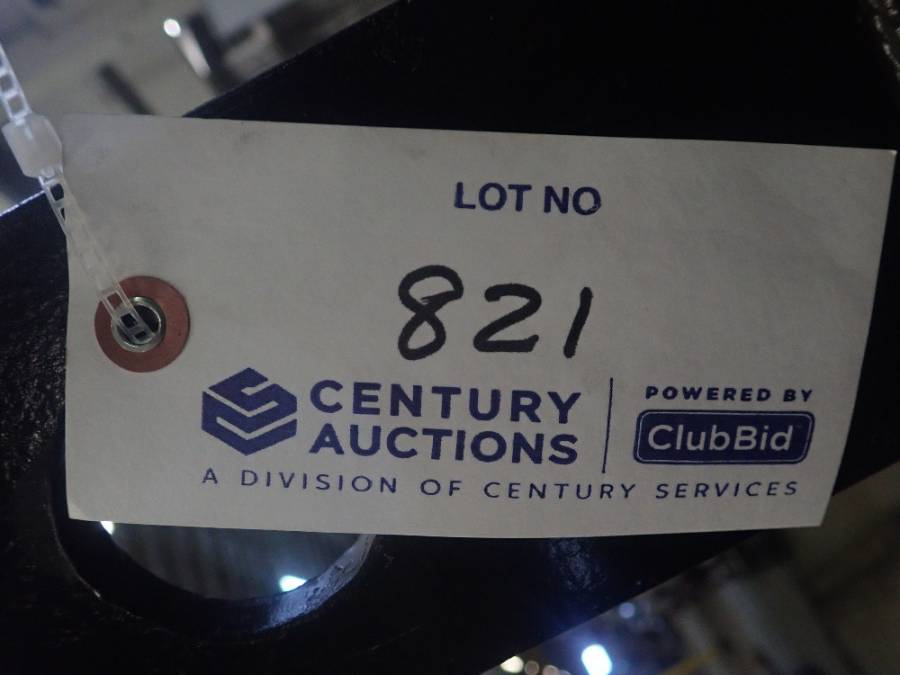 LOT NO
821
CENTURY
AUCTIONS
POWERED BY
ClubBid
A DIVISION OF CENTURY SERVICES